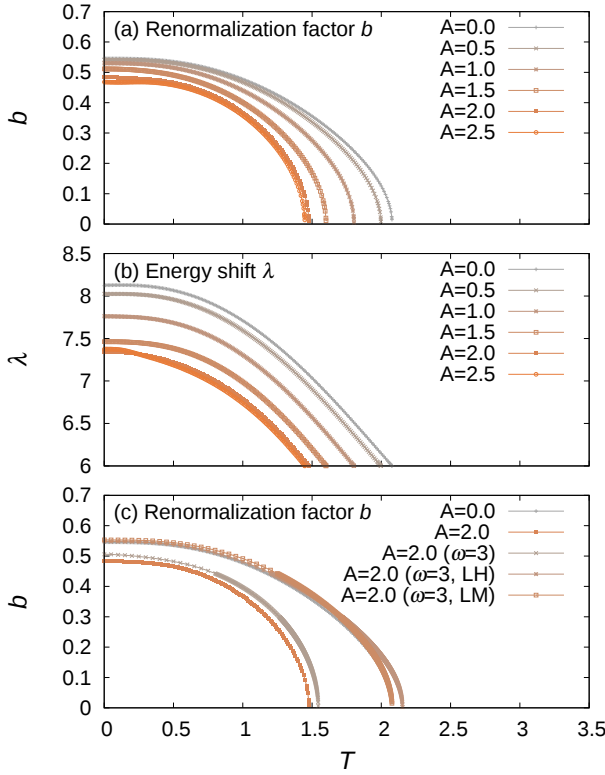 0.7
(a) Renormalization factor b
A=0.0
0.6
A=0.5
0.5
A=1.0
0.4
A=1.5
b
0.3
A=2.0
0.2
A=2.5
0.1
0
8.5
(b) Energy shift λ
A=0.0
8
A=0.5
7.5
A=1.0
λ
A=1.5
7
A=2.0
6.5
A=2.5
6
0.7
(c) Renormalization factor b
A=0.0
0.6
A=2.0
0.5
A=2.0 (ω=3)
0.4
A=2.0 (ω=3, LH)
b
0.3
A=2.0 (ω=3, LM)
0.2
0.1
0
0 0.5 1 1.5 2 2.5 3 3.5
T